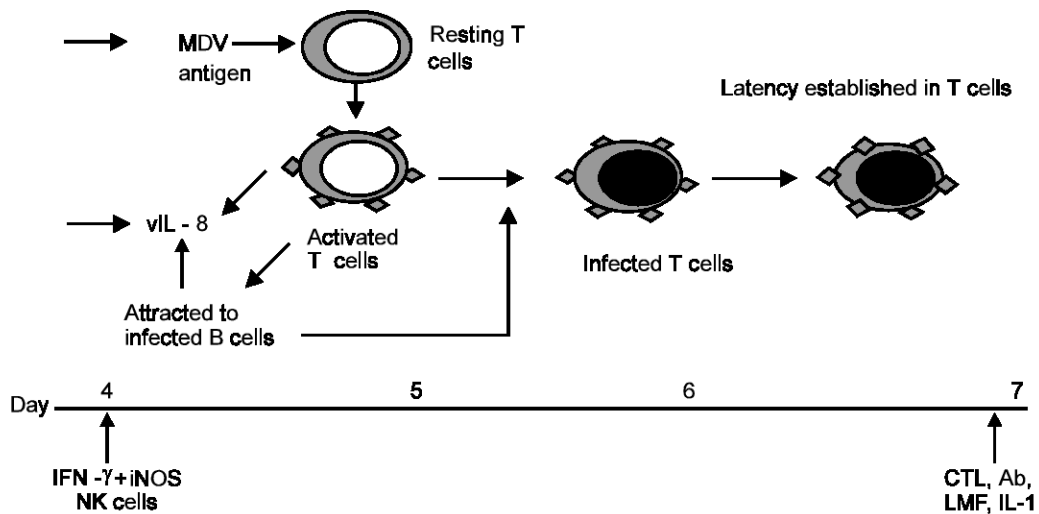 MDV
antigen
Resting T
cells
Latency established in T cells
vIL - 8
Activated
T cells
Infected T cells
Attracted to
infected B cells
Day
4
5
6
7
IFN -γ+iNOS
NK cells
CTL, Ab,
LMF, IL-1